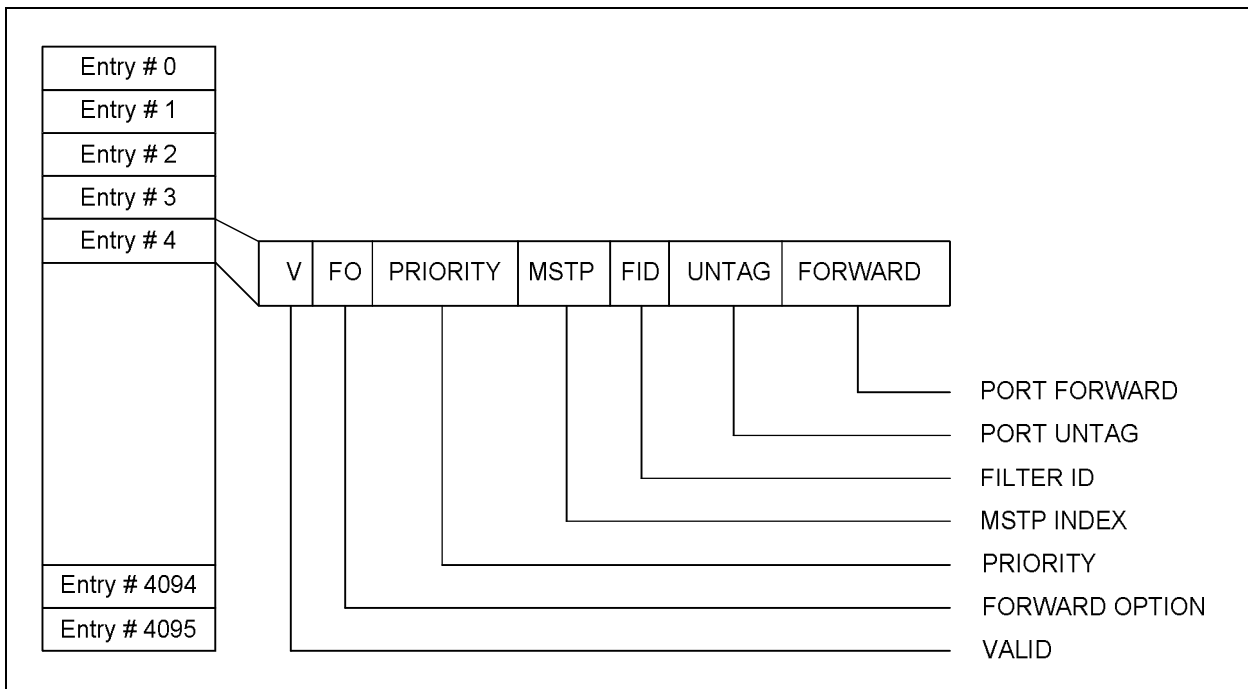 Entry # 0
Entry # 1
Entry # 2
Entry # 3
Entry # 4
V FO PRIORITY MSTP FID UNTAG FORWARD
PORT FORWARD
PORT UNTAG
FILTER ID
MSTP INDEX
PRIORITY
FORWARD OPTION
VALID
Entry # 4094
Entry # 4095